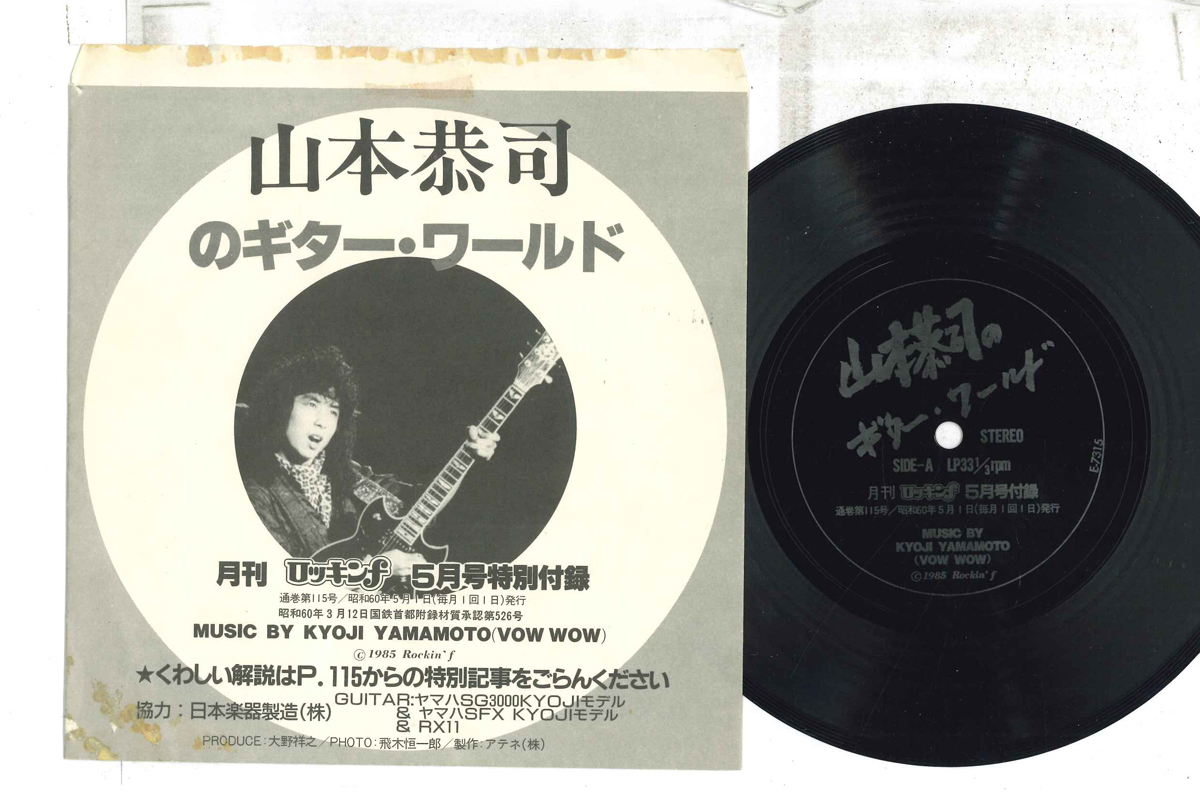 山本恭司
のギター・ワールド
月刊 ロッキンf 5月号特別付録
通巻第115号/昭和60年5月1日(毎月1回1日)発行
昭和60年3月12日国鉄首都附録材質承認第526号
MUSIC BY KYOJI YAMAMOTO(VOW WOW)
©1985 Rockin' f
★くわしい解説はP. 115からの特別記事をごらんください
協力:日本楽器製造(株)
GUITAR:ヤマハSG3000KYOJIモデル
& ヤマハSFX KYOJIモデル
& RX11
PRODUCE:大野祥之/PHOTO:飛木恒一郎/製作:アテネ(株)
山本恭司の
ギター・ワールド
STEREO
SIDE-A LP33 1/3rpm
E-7315
月刊 ロッキンf 5月号付録
通巻第115号/昭和60年5月1日(毎月1回1日)発行
MUSIC BY
KYOJI YAMAMOTO
(VOW WOW)
©1985 Rockin' f